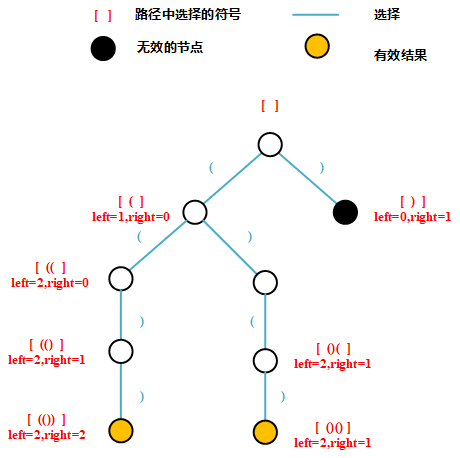 [ ] 路径中选择的符号 选择
无效的节点 有效结果
[ ]
( )
[ ( ]
left=1,right=0
[ ) ]
left=0,right=1
( )
[ (( ]
left=2,right=0
) (
[ (() ]
left=2,right=1
[ ()( ]
left=2,right=1
) )
[ (()) ]
left=2,right=2
[ ()() ]
left=2,right=1